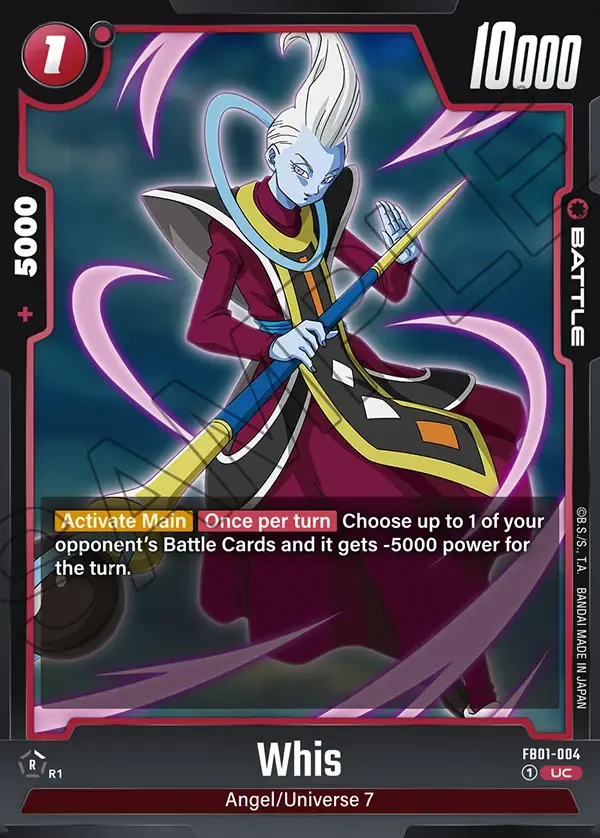 1
10000
+ 5000
BATTLE
SAMPLE
Activate Main Once per turn Choose up to 1 of your
opponent's Battle Cards and it gets -5000 power for
the turn.
©B.S./S., T.A. BANDAI MADE IN JAPAN
R
R1
Whis
FB01-004
1 UC
Angel/Universe 7